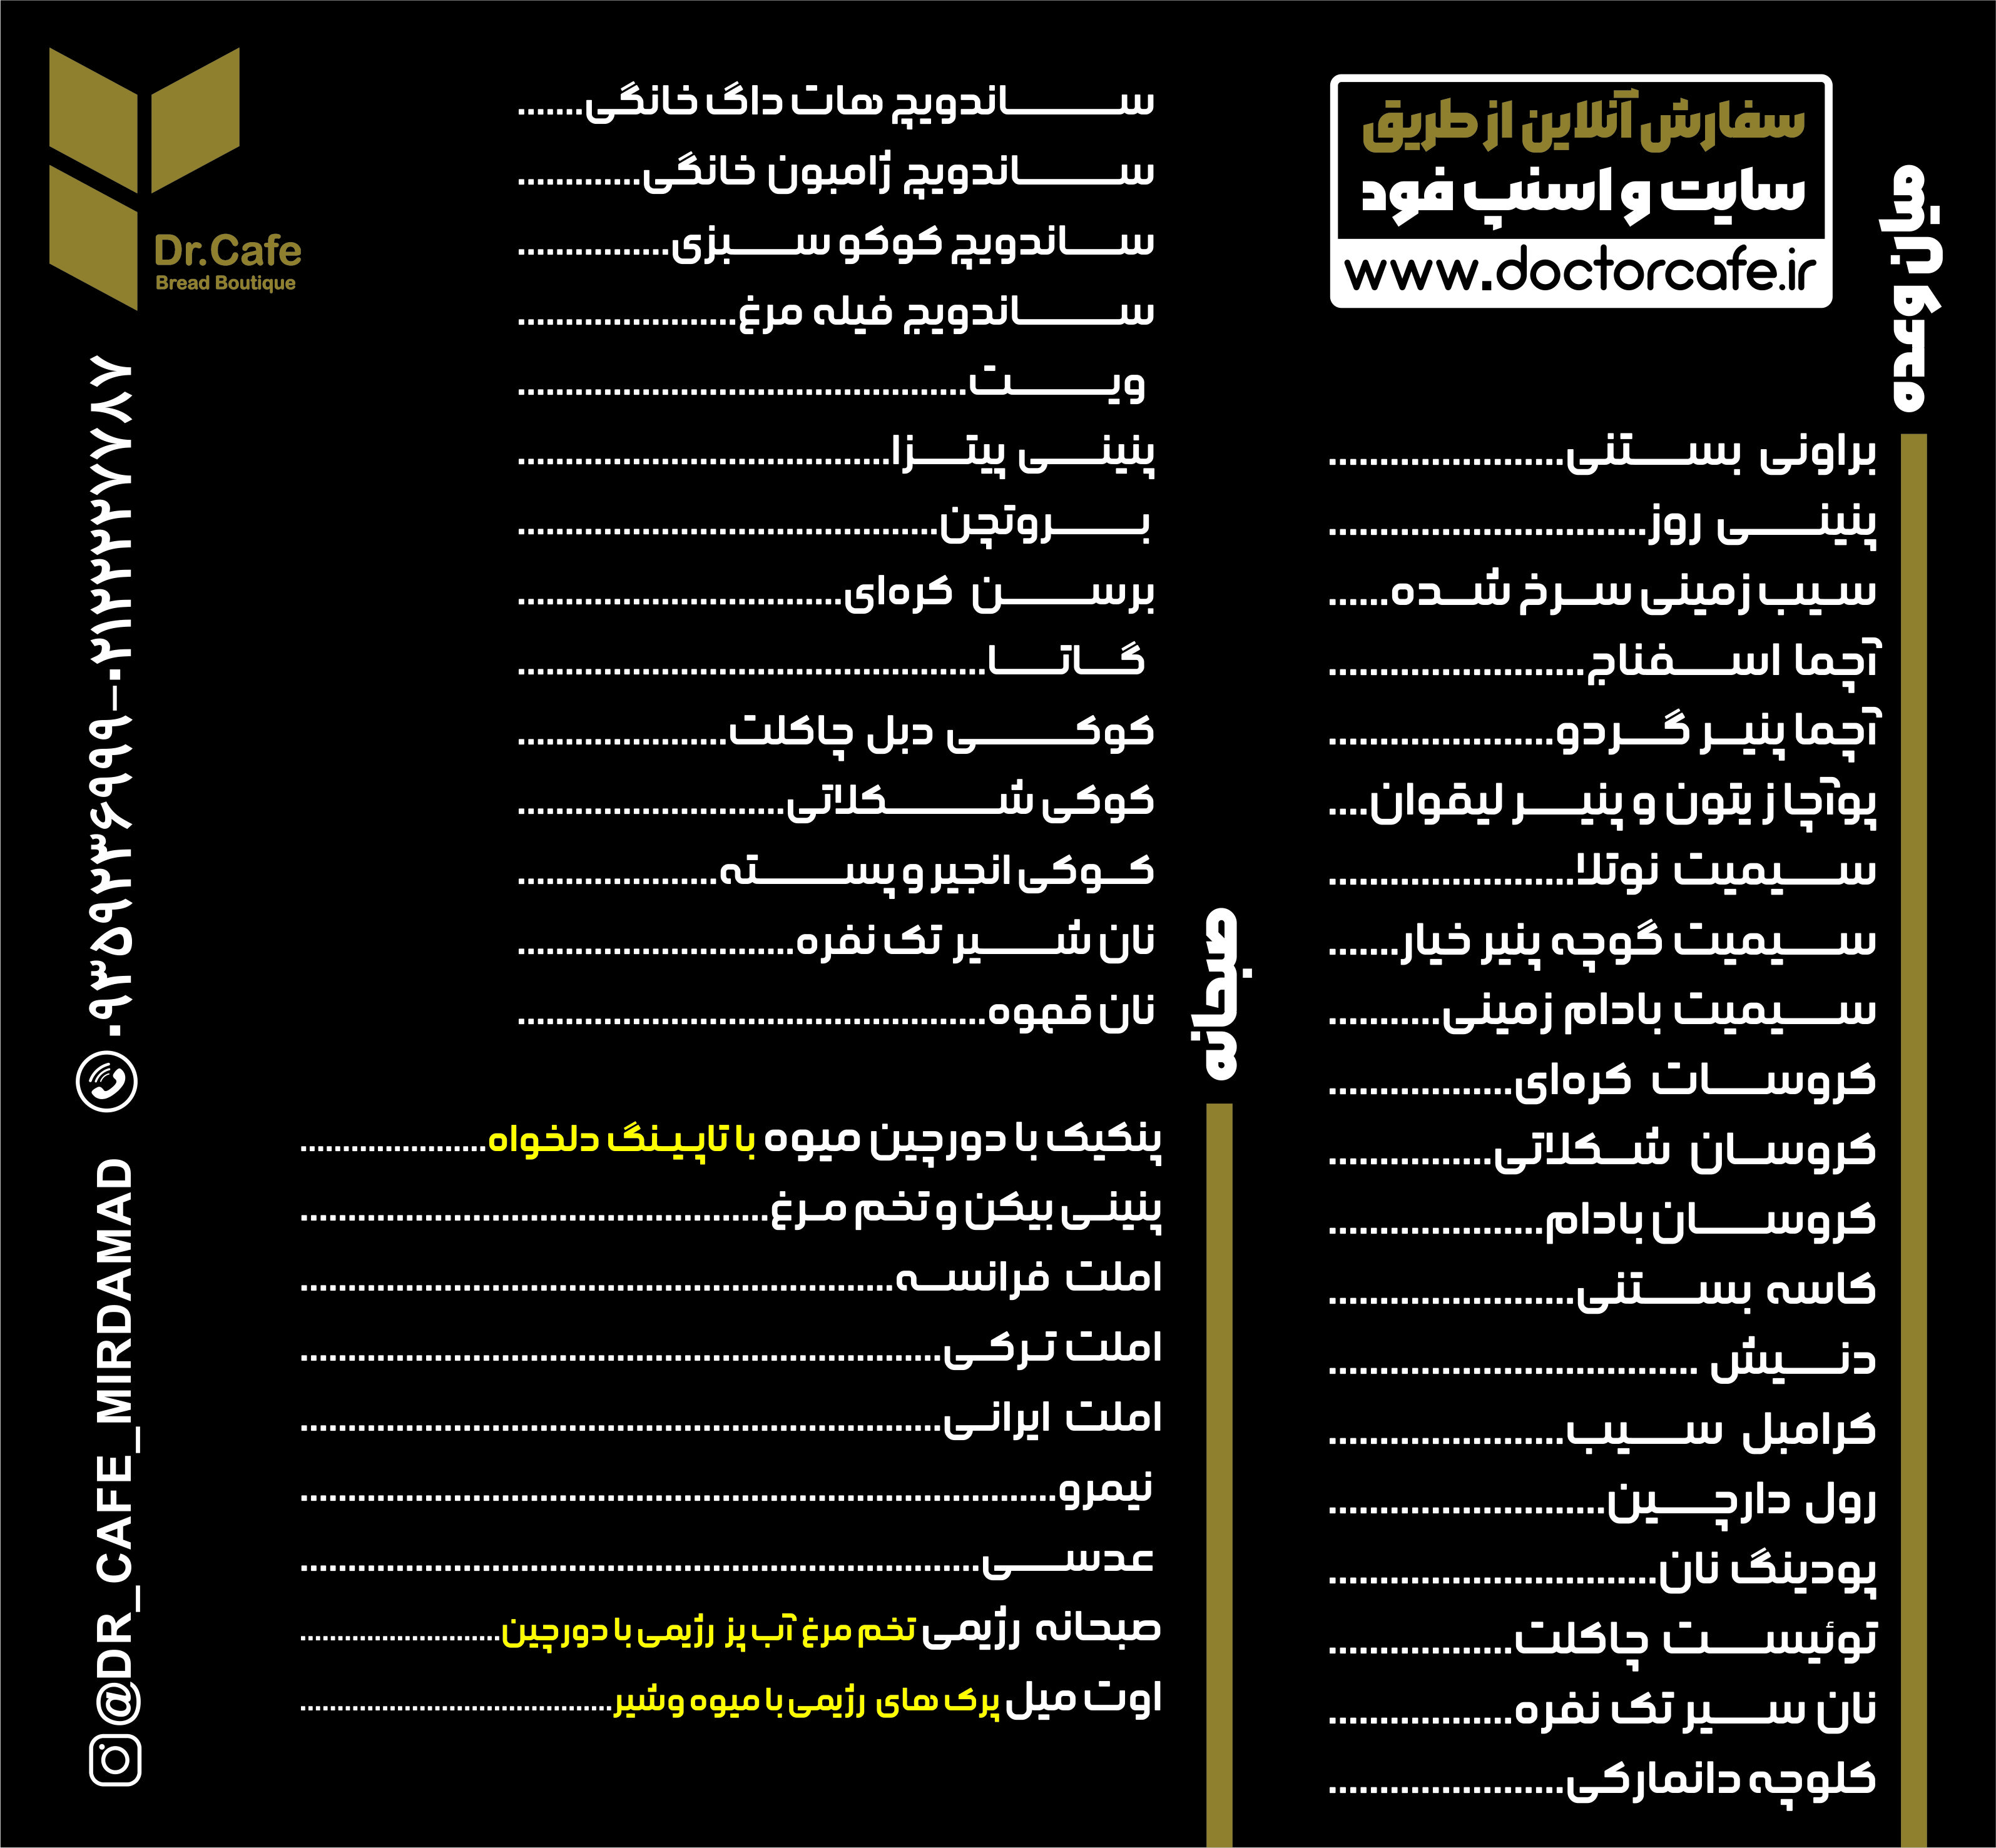 سفارش آنلاین از طریق
سایت و اسنپ فود
www.doctorcafe.ir
میان وعده
براونی بستنی
پنینی روز
سیب زمینی سرخ شده
آچما اسفناج
آچما پنیر گردو
پوآچا زیتون و پنیر لیقوان
سیمیت نوتلا
سیمیت گوچه پنیر خیار
سیمیت بادام زمینی
کروسات کره‌ای
کروسان شکلاتی
کروسان بادام
کاسه بستنی
دنیش
کرامبل سیب
رول دارچین
پودینگ نان
توئیست چاکلت
نان سیر تک نفره
کلوچه دانمارکی
ساندویچ هات داگ خانگی
ساندویچ ژامبون خانگی
ساندویچ کوکو سبزی
ساندویج فیله مرغ
ویت
پنینی پیتزا
بروتچن
برسن کره‌ای
گاتا
کوکی دبل چاکلت
کوکی شکلاتی
کوکی انجیر و پسته
نان شیر تک نفره
نان قهوه
صبحانه
پنکیک با دورچین میوه با تاپینگ دلخواه
پنینی بیکن و تخم مرغ
املت فرانسه
املت ترکی
املت ایرانی
نیمرو
عدسی
صبحانه رژیمی تخم مرغ آب پز رژیمی با دورچین
اوت میل پرک های رژیمی با میوه وشیر
Dr.Cafe
Bread Boutique
۰۹۳۵۹۲۳۶۹۹۹-۰۲۱۲۲۲۷۷۷۸۷
@DR_CAFE_MIRDAMAD